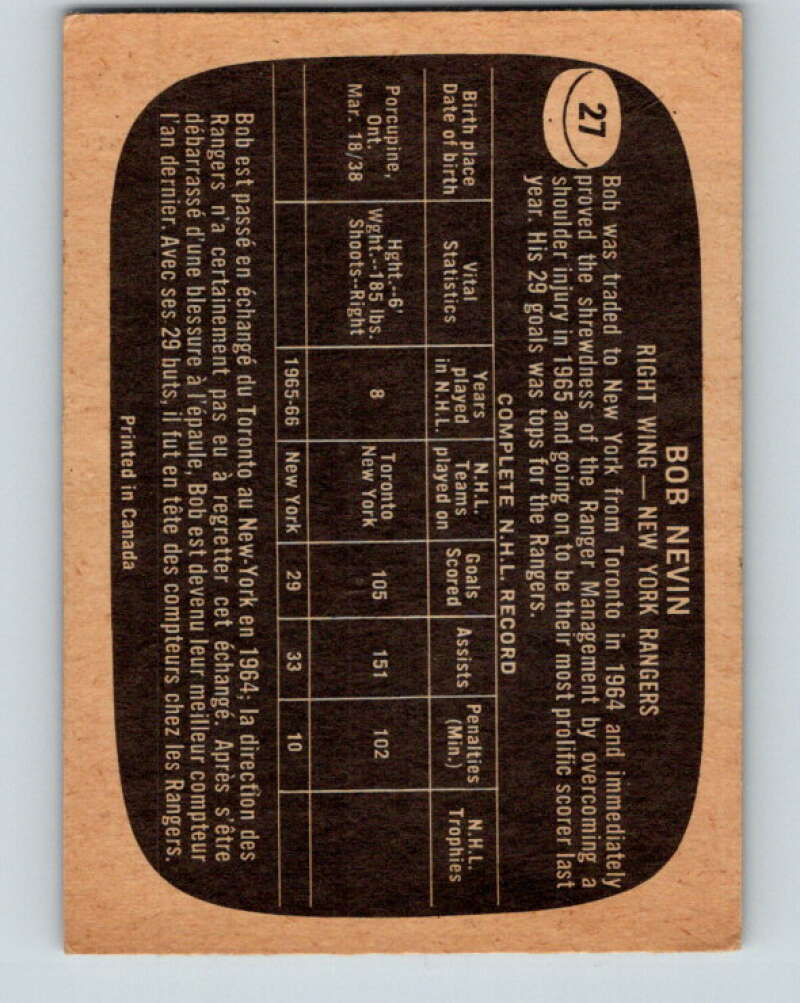 BOB NEVIN
RIGHT WING — NEW YORK RANGERS
27
Bob was traded to New York from Toronto in 1964 and immediately
proved the shrewdness of the Ranger Management by overcoming a
shoulder injury in 1965 and going on to be their most prolific scorer last
year. His 29 goals was tops for the Rangers.
COMPLETE N.H.L. RECORD
Birth place Vital Years N.H.L. Goals Assists Penalties N.H.L.
Date of birth Statistics played Teams Scored (Min.) Trophies
in N.H.L. played on
Porcupine, Hght.--6' 8 Toronto 105 151 102
Ont. Wght.--185 lbs. New York
Mar. 18/38 Shoots--Right
1965-66 New York 29 33 10
Bob est passé en échangé du Toronto au New-York en 1964; la direction des
Rangers n'a certainement pas eu à regretter cet échangé. Après s'être
débarrassé d'une blessure à l'épaule, Bob est devenu leur meilleur compteur
l'an dernier. Avec ses 29 buts, il fut en tête des compteurs chez les Rangers.
Printed in Canada